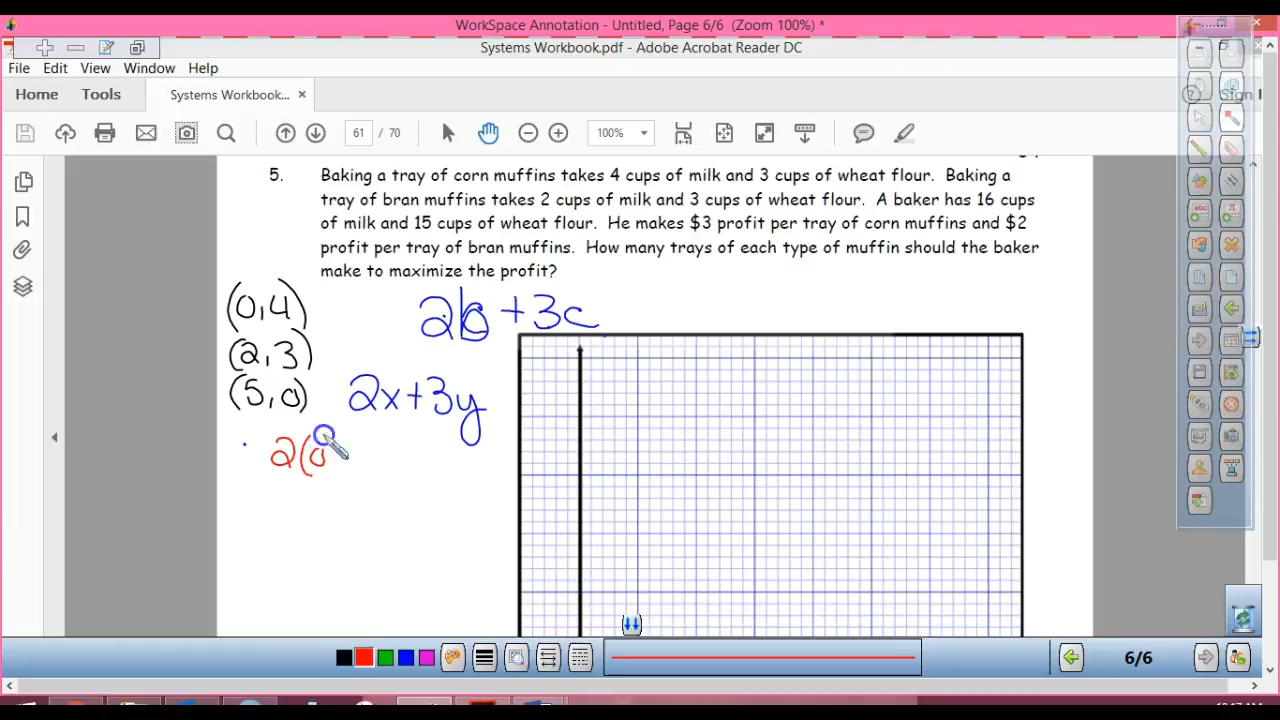 WorkSpace Annotation - Untitled, Page 6/6 (Zoom 100%) *
Systems Workbook.pdf - Adobe Acrobat Reader DC
File Edit View Window Help
Home Tools Systems Workbook... × Sign I
61 / 70 100%
5. Baking a tray of corn muffins takes 4 cups of milk and 3 cups of wheat flour. Baking a
tray of bran muffins takes 2 cups of milk and 3 cups of wheat flour. A baker has 16 cups
of milk and 15 cups of wheat flour. He makes $3 profit per tray of corn muffins and $2
profit per tray of bran muffins. How many trays of each type of muffin should the baker
make to maximize the profit?
(0,4)
2b + 3c
(2,3)
(5,0)
2x + 3y
2(0
6/6